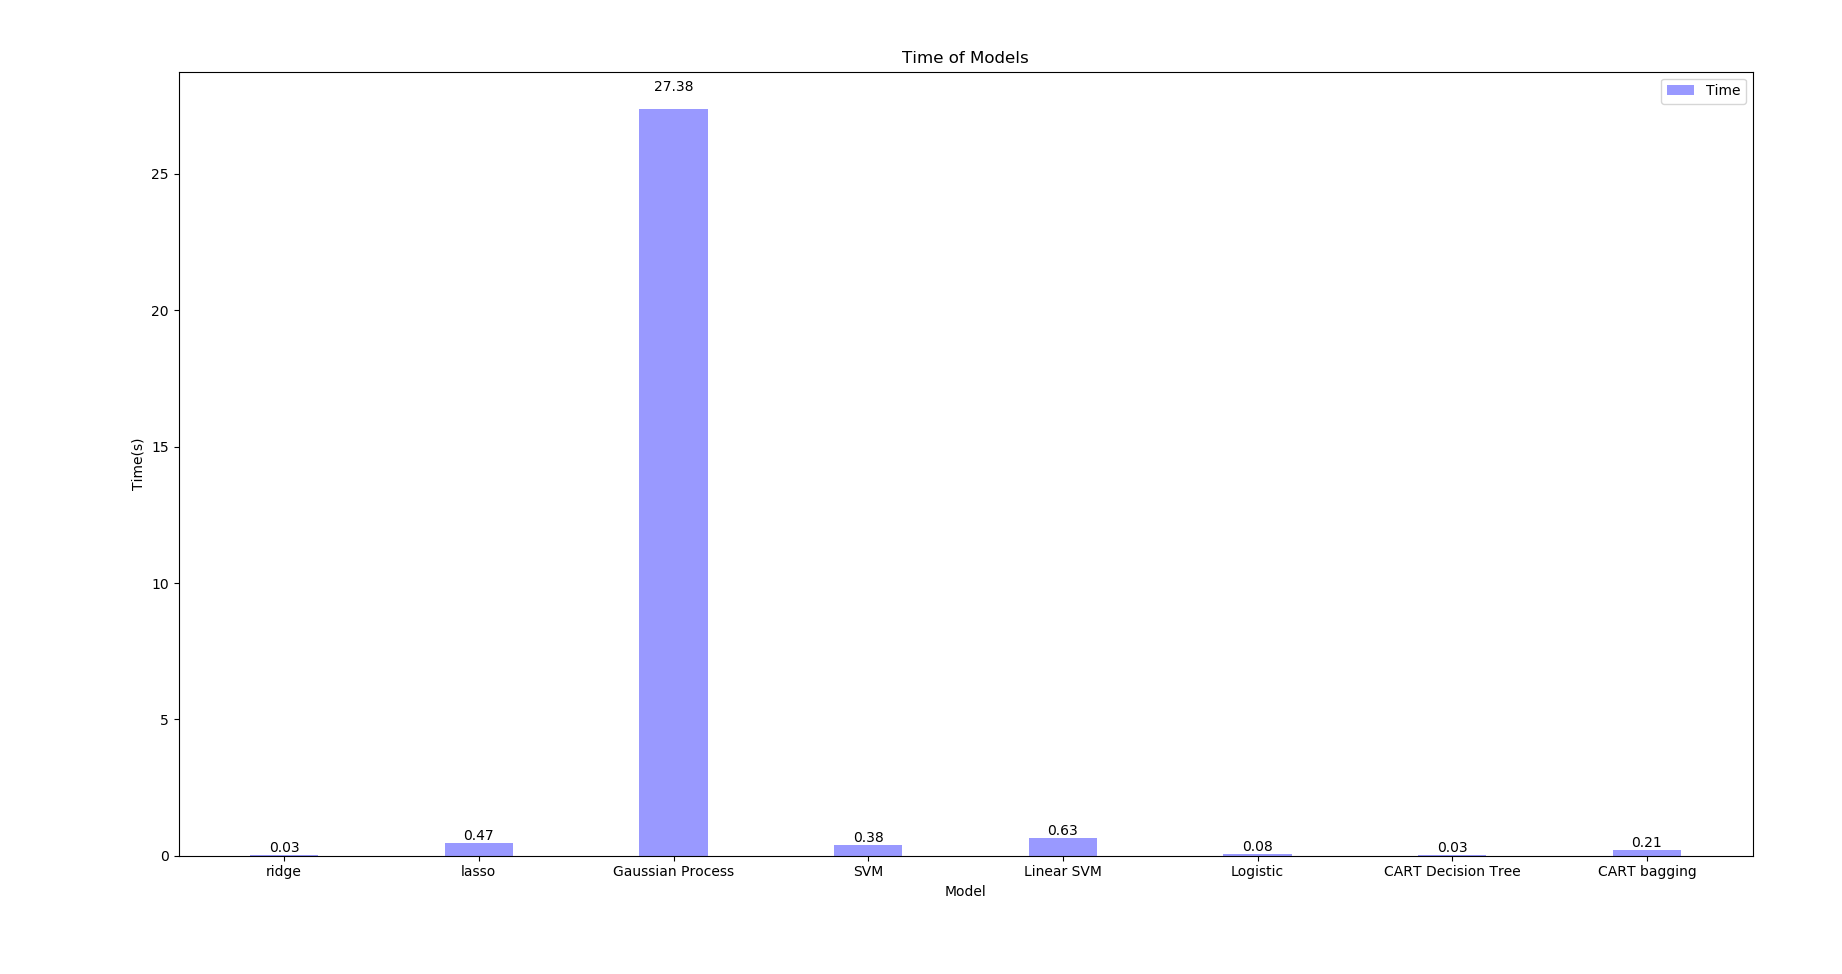 Time of Models
27.38
Time
25
20
15
10
5
0
Time(s)
0.03
0.47
0.38
0.63
0.08
0.03
0.21
ridge
lasso
Gaussian Process
SVM
Linear SVM
Logistic
CART Decision Tree
CART bagging
Model